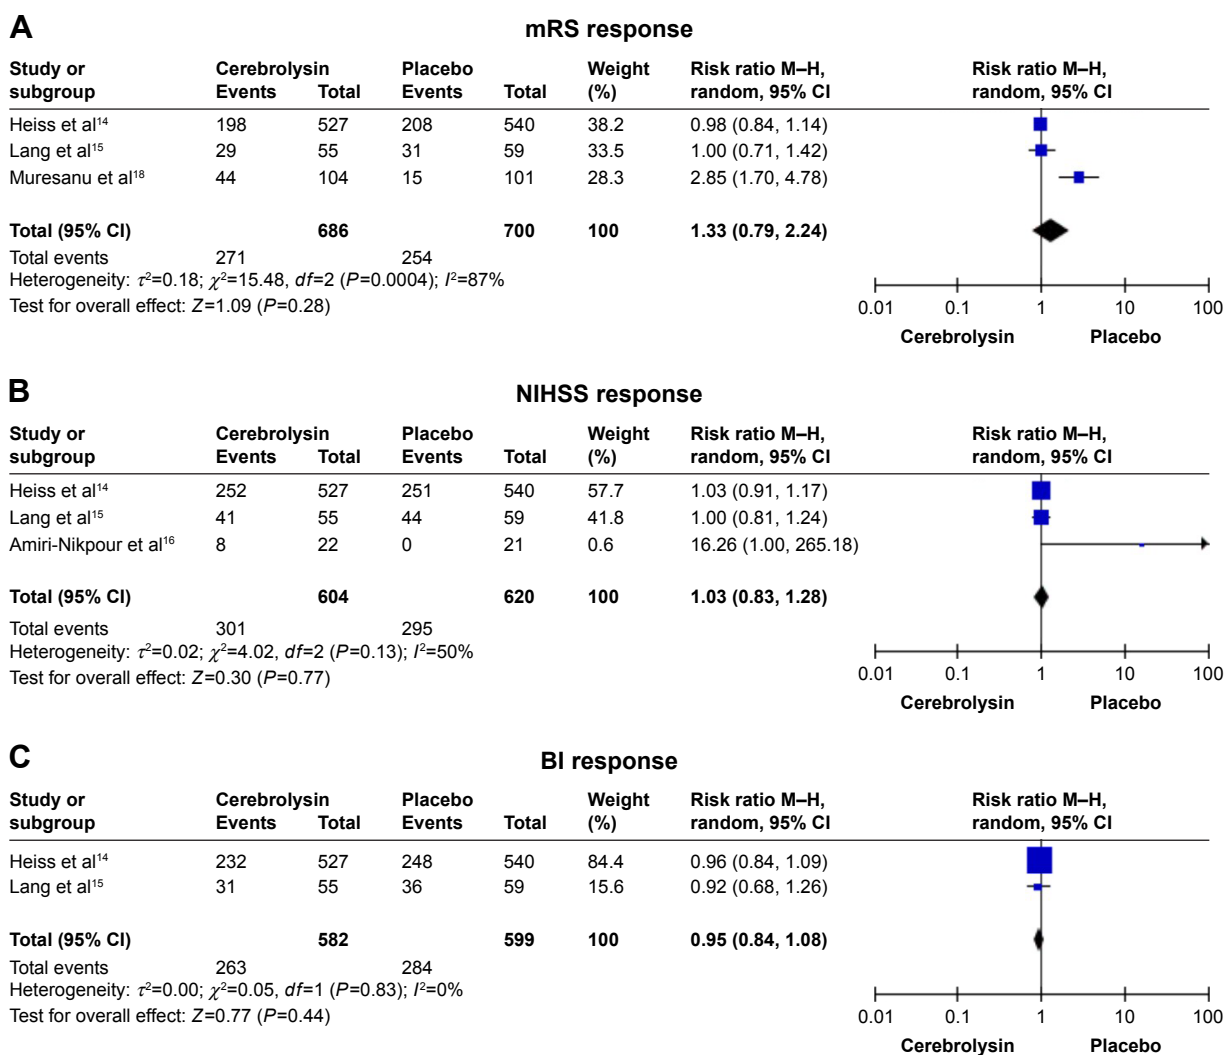 A
mRS response
Study or subgroup Cerebrolysin Events Total Placebo Events Total Weight (%) Risk ratio M–H, random, 95% CI Risk ratio M–H, random, 95% CI
Heiss et al14 198 527 208 540 38.2 0.98 (0.84, 1.14)
Lang et al15 29 55 31 59 33.5 1.00 (0.71, 1.42)
Muresanu et al18 44 104 15 101 28.3 2.85 (1.70, 4.78)
Total (95% CI) 686 700 100 1.33 (0.79, 2.24)
Total events 271 254
Heterogeneity: τ²=0.18; χ²=15.48, df=2 (P=0.0004); I²=87%
Test for overall effect: Z=1.09 (P=0.28)
0.01 0.1 1 10 100
Cerebrolysin Placebo
B
NIHSS response
Study or subgroup Cerebrolysin Events Total Placebo Events Total Weight (%) Risk ratio M–H, random, 95% CI Risk ratio M–H, random, 95% CI
Heiss et al14 252 527 251 540 57.7 1.03 (0.91, 1.17)
Lang et al15 41 55 44 59 41.8 1.00 (0.81, 1.24)
Amiri-Nikpour et al16 8 22 0 21 0.6 16.26 (1.00, 265.18)
Total (95% CI) 604 620 100 1.03 (0.83, 1.28)
Total events 301 295
Heterogeneity: τ²=0.02; χ²=4.02, df=2 (P=0.13); I²=50%
Test for overall effect: Z=0.30 (P=0.77)
0.01 0.1 1 10 100
Cerebrolysin Placebo
C
BI response
Study or subgroup Cerebrolysin Events Total Placebo Events Total Weight (%) Risk ratio M–H, random, 95% CI Risk ratio M–H, random, 95% CI
Heiss et al14 232 527 248 540 84.4 0.96 (0.84, 1.09)
Lang et al15 31 55 36 59 15.6 0.92 (0.68, 1.26)
Total (95% CI) 582 599 100 0.95 (0.84, 1.08)
Total events 263 284
Heterogeneity: τ²=0.00; χ²=0.05, df=1 (P=0.83); I²=0%
Test for overall effect: Z=0.77 (P=0.44)
0.01 0.1 1 10 100
Cerebrolysin Placebo